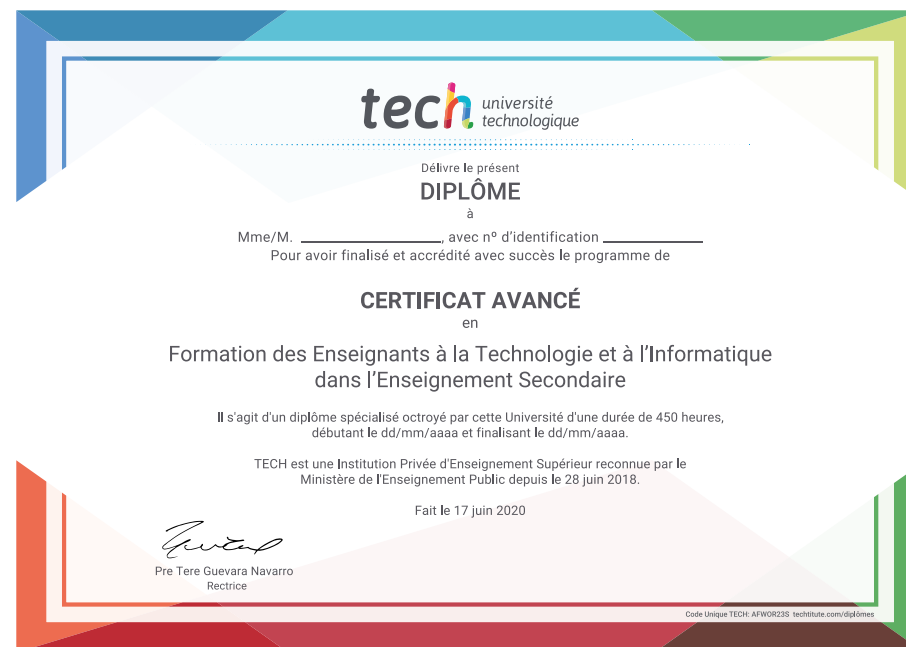 tech université
technologique
Délivre le présent
DIPLÔME
à
Mme/M. ____________________, avec nº d'identification ______________
Pour avoir finalisé et accrédité avec succès le programme de
CERTIFICAT AVANCÉ
en
Formation des Enseignants à la Technologie et à l'Informatique
dans l'Enseignement Secondaire
Il s'agit d'un diplôme spécialisé octroyé par cette Université d'une durée de 450 heures,
débutant le dd/mm/aaaa et finalisant le dd/mm/aaaa.
TECH est une Institution Privée d'Enseignement Supérieur reconnue par le
Ministère de l'Enseignement Public depuis le 28 juin 2018.
Fait le 17 juin 2020
Pre Tere Guevara Navarro
Rectrice
Code Unique TECH: AFWOR23S techtitute.com/diplômes